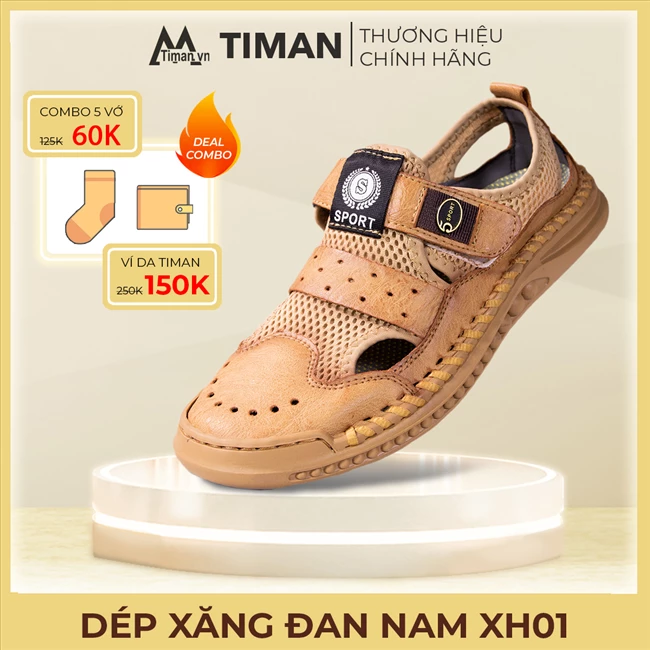 Timan.vn
TIMAN
THƯƠNG HIỆU
CHÍNH HÃNG
COMBO 5 VỚ
125K 60K
DEAL
COMBO
VÍ DA TIMAN
250K 150K
S
SPORT
5
SPORT
DÉP XĂNG ĐAN NAM XH01